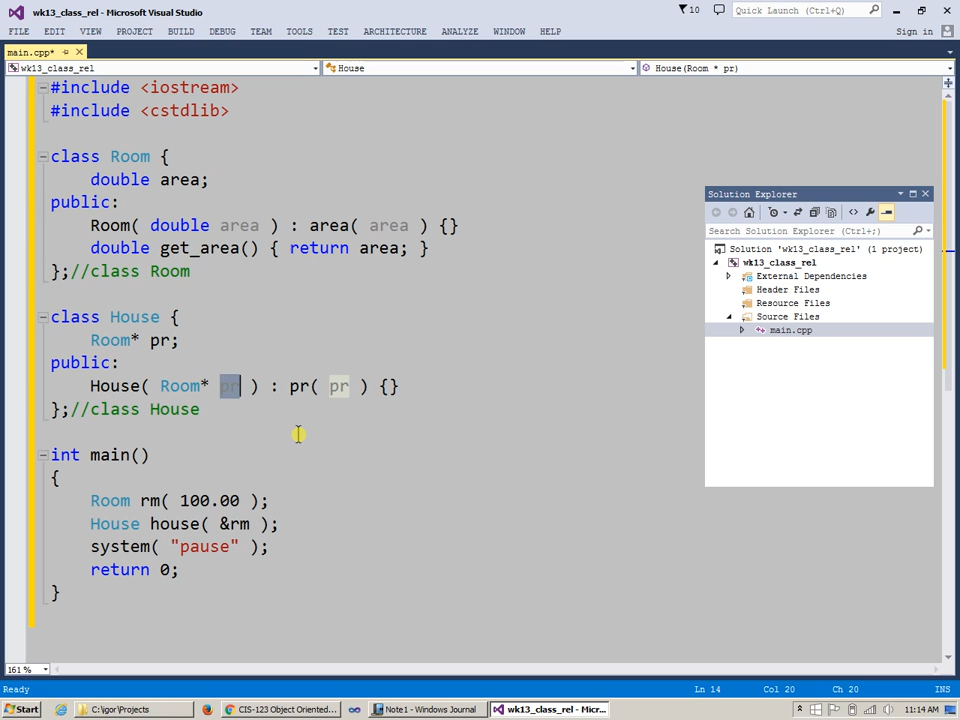 wk13_class_rel - Microsoft Visual Studio
10
Quick Launch (Ctrl+Q)
FILE EDIT VIEW PROJECT BUILD DEBUG TEAM TOOLS TEST ARCHITECTURE ANALYZE WINDOW HELP
Sign in
main.cpp*
wk13_class_rel
House
House(Room * pr)
#include <iostream>
#include <cstdlib>
class Room {
double area;
public:
Room( double area ) : area( area ) {}
double get_area() { return area; }
};//class Room
class House {
Room* pr;
public:
House( Room* pr ) : pr( pr ) {}
};//class House
int main()
{
Room rm( 100.00 );
House house( &rm );
system( "pause" );
return 0;
}
Solution Explorer
Search Solution Explorer (Ctrl+;)
Solution 'wk13_class_rel' (1 project)
wk13_class_rel
External Dependencies
Header Files
Resource Files
Source Files
main.cpp
161 %
Ready
Ln 14
Col 20
Ch 20
INS
Start
C:\igor\Projects
CIS-123 Object Oriented...
Note1 - Windows Journal
wk13_class_rel - Micr...
11:14 AM